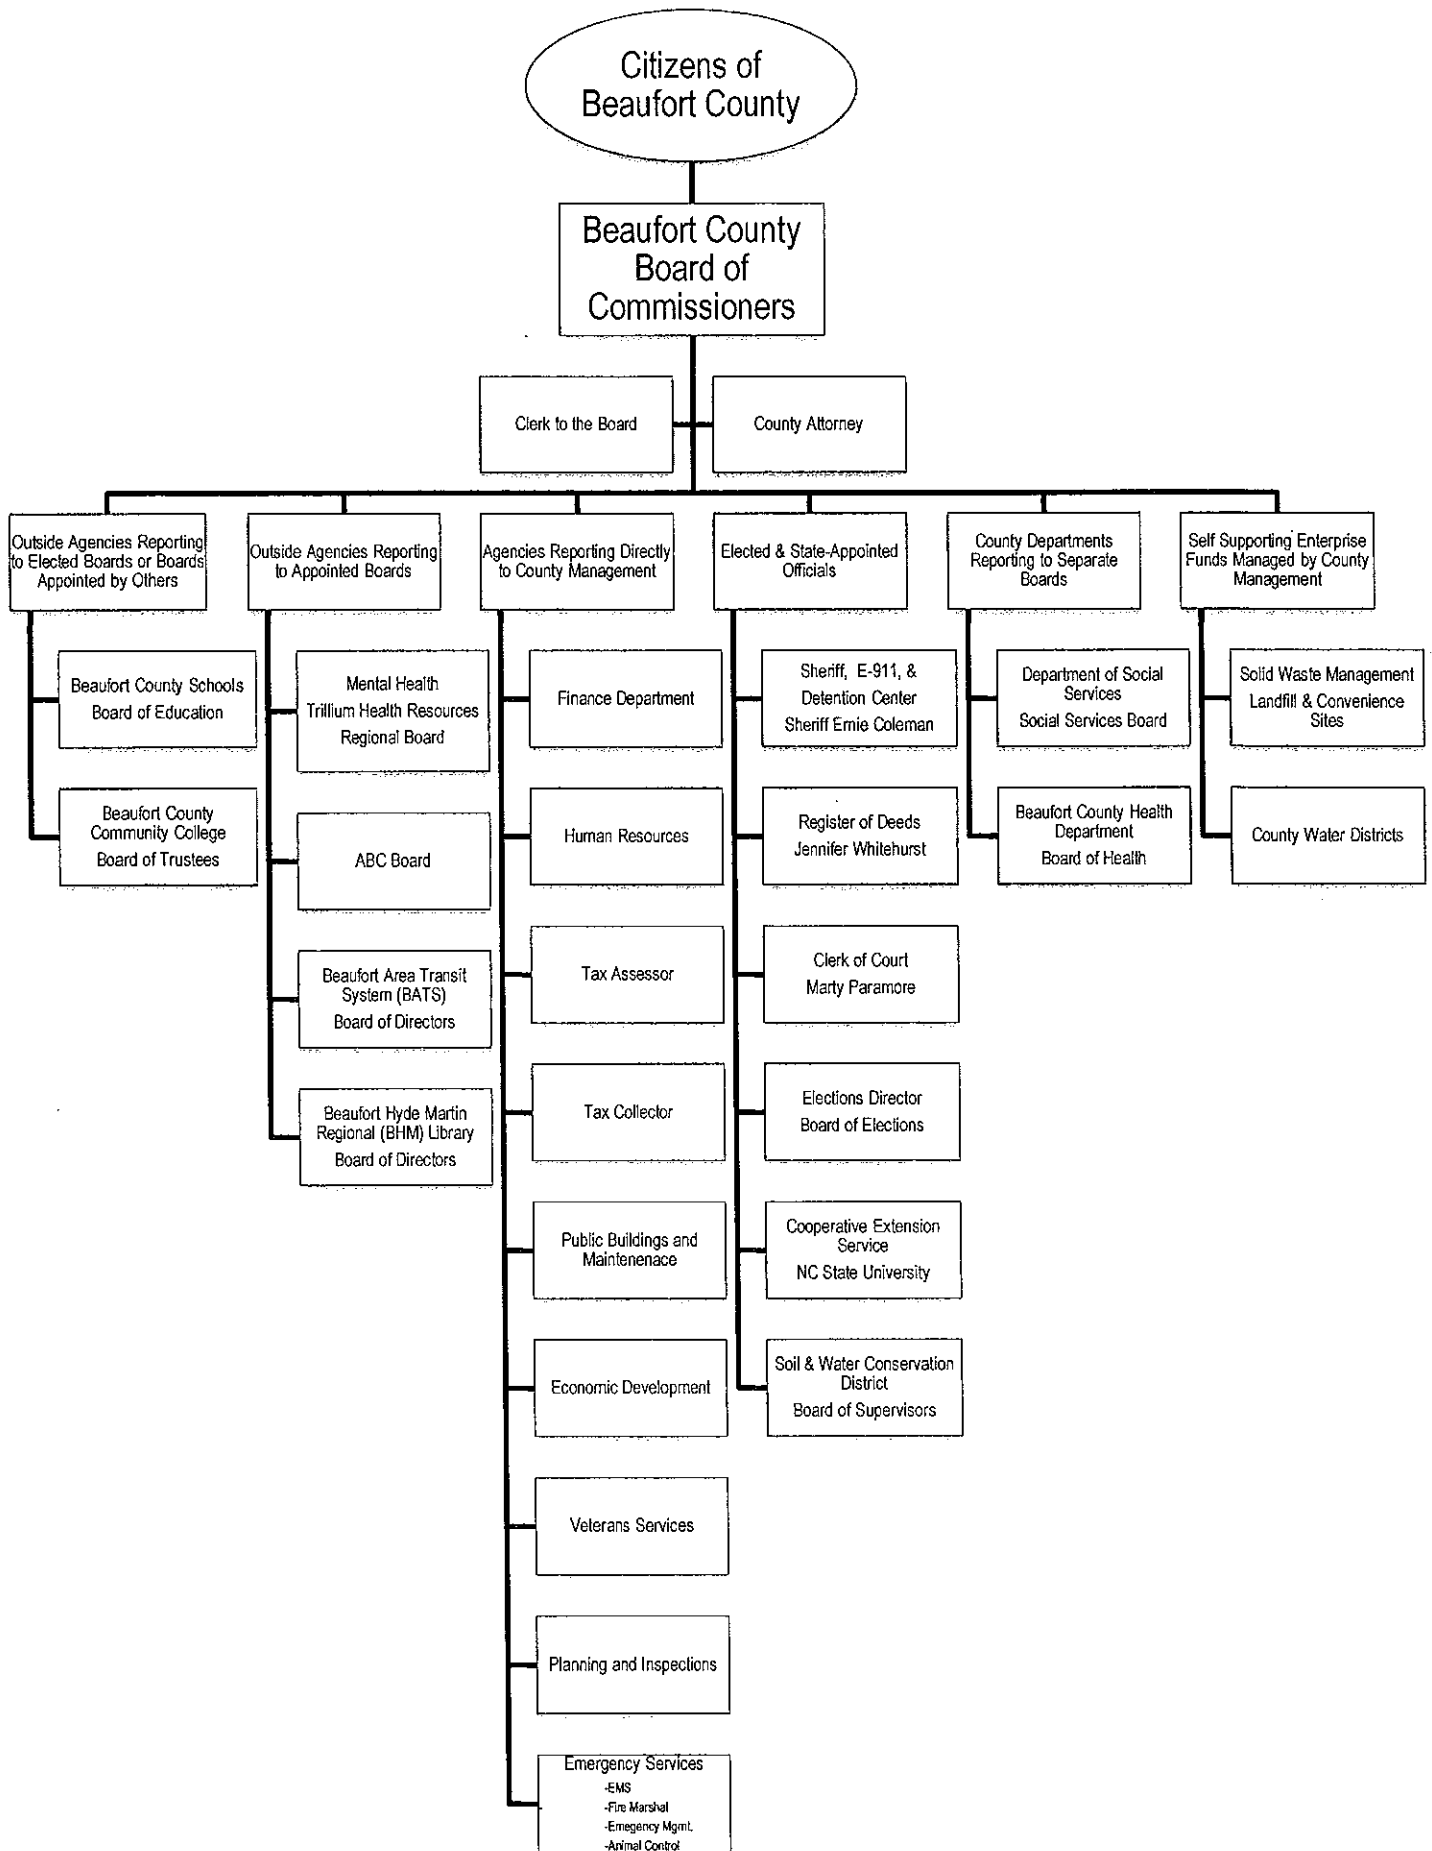 Citizens of
Beaufort County
Beaufort County
Board of
Commissioners
Clerk to the Board
County Attorney
Outside Agencies Reporting
to Elected Boards or Boards
Appointed by Others
Beaufort County Schools
Board of Education
Beaufort County
Community College
Board of Trustees
Outside Agencies Reporting
to Appointed Boards
Mental Health
Trillium Health Resources
Regional Board
ABC Board
Beaufort Area Transit
System (BATS)
Board of Directors
Beaufort Hyde Martin
Regional (BHM) Library
Board of Directors
Agencies Reporting Directly
to County Management
Finance Department
Human Resources
Tax Assessor
Tax Collector
Public Buildings and
Maintenenace
Economic Development
Veterans Services
Planning and Inspections
Emergency Services
-EMS
-Fire Marshal
-Emegency Mgmt.
-Animal Control
Elected & State-Appointed
Officials
Sheriff, E-911, &
Detention Center
Sheriff Ernie Coleman
Register of Deeds
Jennifer Whitehurst
Clerk of Court
Marty Paramore
Elections Director
Board of Elections
Cooperative Extension
Service
NC State University
Soil & Water Conservation
District
Board of Supervisors
County Departments
Reporting to Separate
Boards
Department of Social
Services
Social Services Board
Beaufort County Health
Department
Board of Health
Self Supporting Enterprise
Funds Managed by County
Management
Solid Waste Management
Landfill & Convenience
Sites
County Water Districts